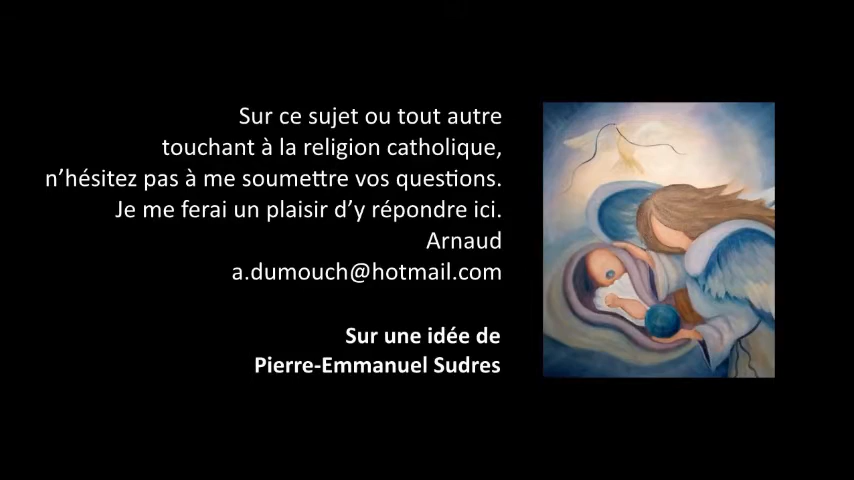 Sur ce sujet ou tout autre
touchant à la religion catholique,
n’hésitez pas à me soumettre vos questions.
Je me ferai un plaisir d’y répondre ici.
Arnaud
a.dumouch@hotmail.com
Sur une idée de
Pierre-Emmanuel Sudres